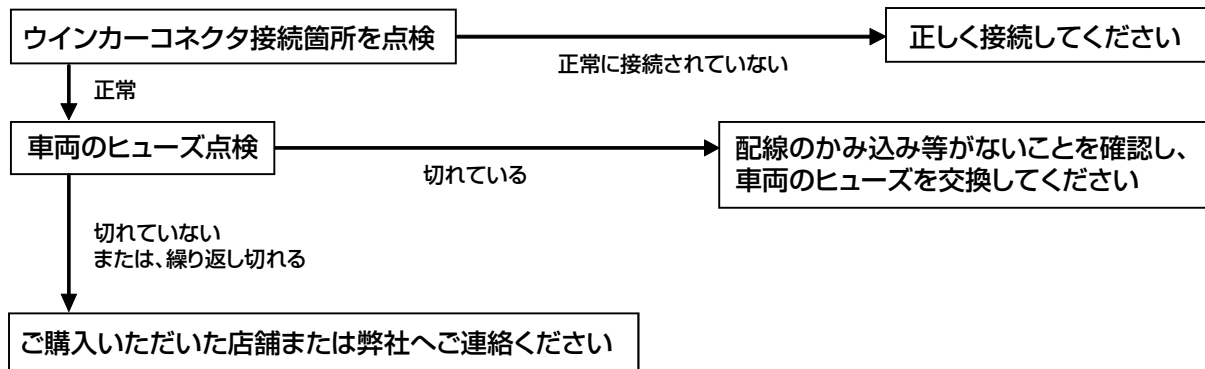 ウインカーコネクタ接続箇所を点検
正しく接続してください
正常に接続されていない
正常
車両のヒューズ点検
配線のかみ込み等がないことを確認し、
車両のヒューズを交換してください
切れている
切れていない
または、繰り返し切れる
ご購入いただいた店舗または弊社へご連絡ください